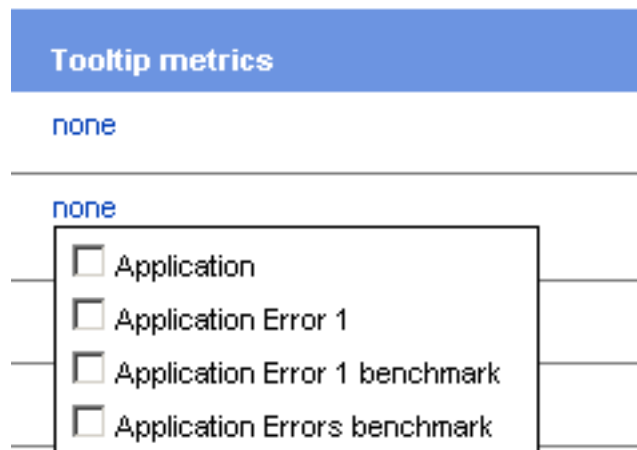 Tooltip metrics
none
none
Application
Application Error 1
Application Error 1 benchmark
Application Errors benchmark